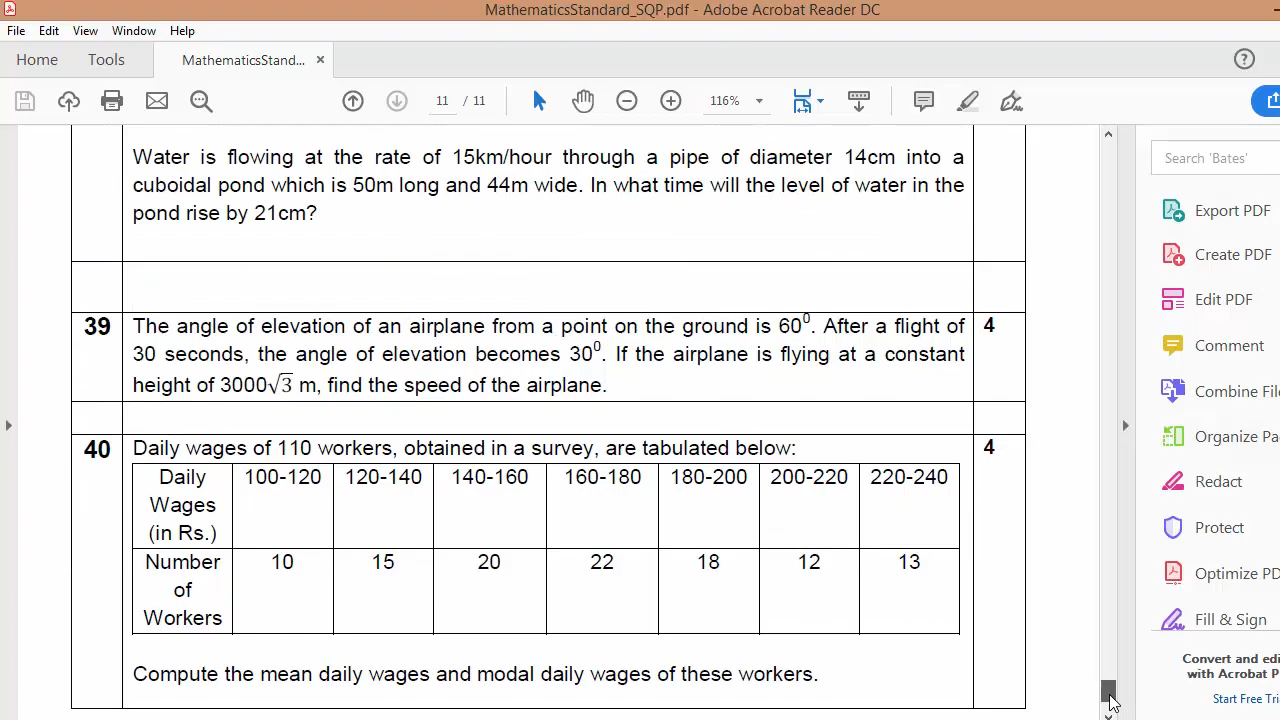 MathematicsStandard_SQP.pdf - Adobe Acrobat Reader DC
File Edit View Window Help
Home Tools MathematicsStand... ×
11 / 11 116%
Water is flowing at the rate of 15km/hour through a pipe of diameter 14cm into a
cuboidal pond which is 50m long and 44m wide. In what time will the level of water in the
pond rise by 21cm?
39 The angle of elevation of an airplane from a point on the ground is 60⁰. After a flight of 4
30 seconds, the angle of elevation becomes 30⁰. If the airplane is flying at a constant
height of 3000√3 m, find the speed of the airplane.
40 Daily wages of 110 workers, obtained in a survey, are tabulated below: 4
Daily 100-120 120-140 140-160 160-180 180-200 200-220 220-240
Wages
(in Rs.)
Number 10 15 20 22 18 12 13
of
Workers
Compute the mean daily wages and modal daily wages of these workers.
Search 'Bates'
Export PDF
Create PDF
Edit PDF
Comment
Combine File
Organize Pa
Redact
Protect
Optimize PD
Fill & Sign
Convert and edi
with Acrobat P
Start Free Tri